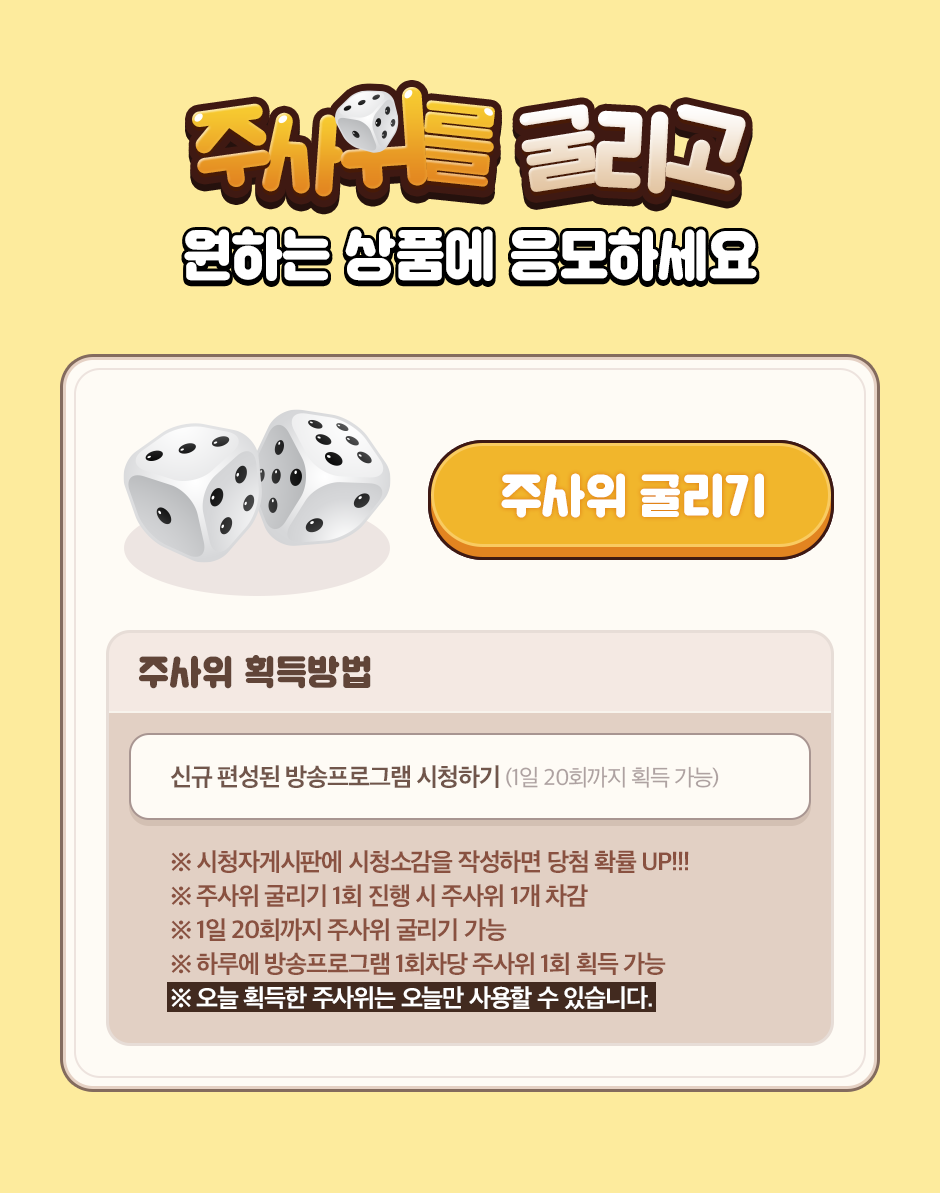 주사위를 굴리고
원하는 상품에 응모하세요
주사위 굴리기
주사위 획득방법
신규 편성된 방송프로그램 시청하기 (1일 20회까지 획득 가능)
※ 시청자게시판에 시청소감을 작성하면 당첨 확률 UP!!!
※ 주사위 굴리기 1회 진행 시 주사위 1개 차감
※ 1일 20회까지 주사위 굴리기 가능
※ 하루에 방송프로그램 1회차당 주사위 1회 획득 가능
※ 오늘 획득한 주사위는 오늘만 사용할 수 있습니다.